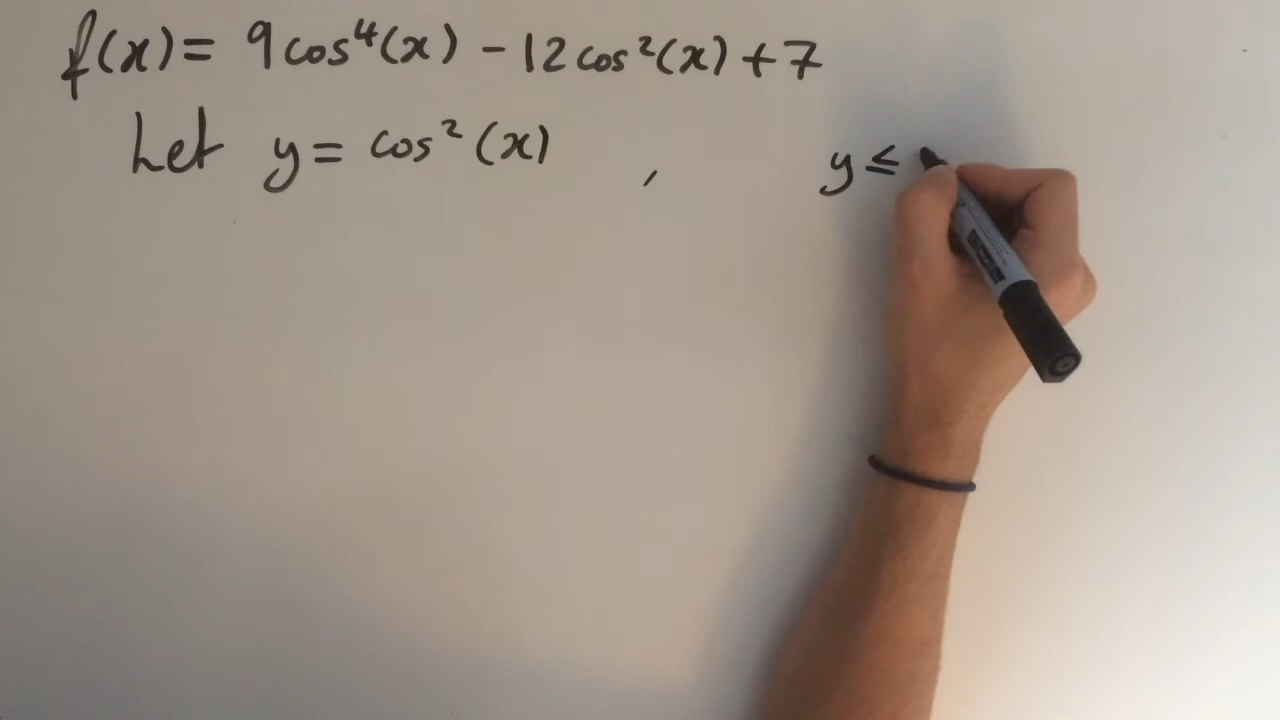 f(x) = 9cos⁴(x) - 12cos²(x) + 7
Let y = cos²(x) , y ≤